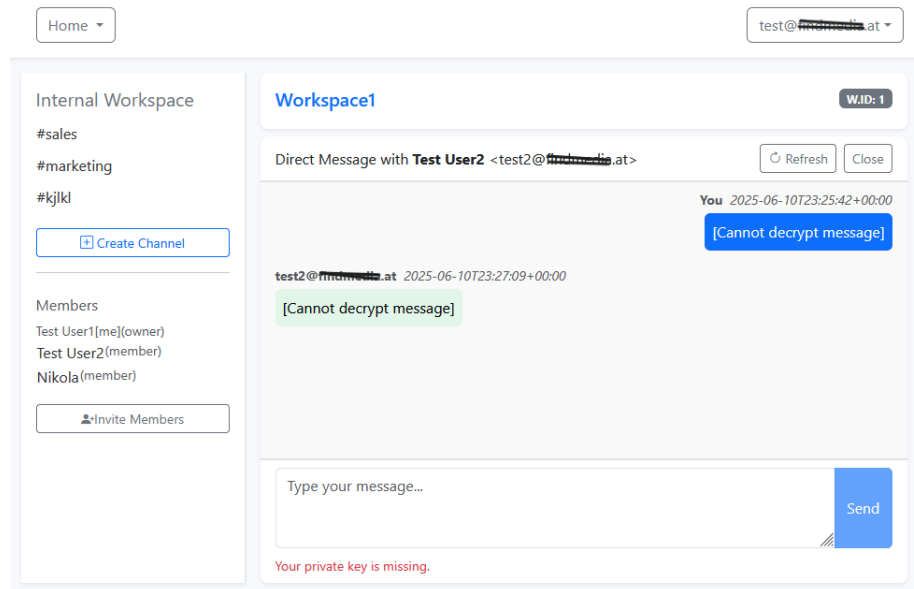 Home
test@.at
Internal Workspace
#sales
#marketing
#kjlkl
Create Channel
Members
Test User1[me](owner)
Test User2(member)
Nikola(member)
Invite Members
Workspace1
W.ID: 1
Direct Message with Test User2 <test2@.at>
Refresh
Close
You 2025-06-10T23:25:42+00:00
[Cannot decrypt message]
test2@.at 2025-06-10T23:27:09+00:00
[Cannot decrypt message]
Type your message...
Send
Your private key is missing.